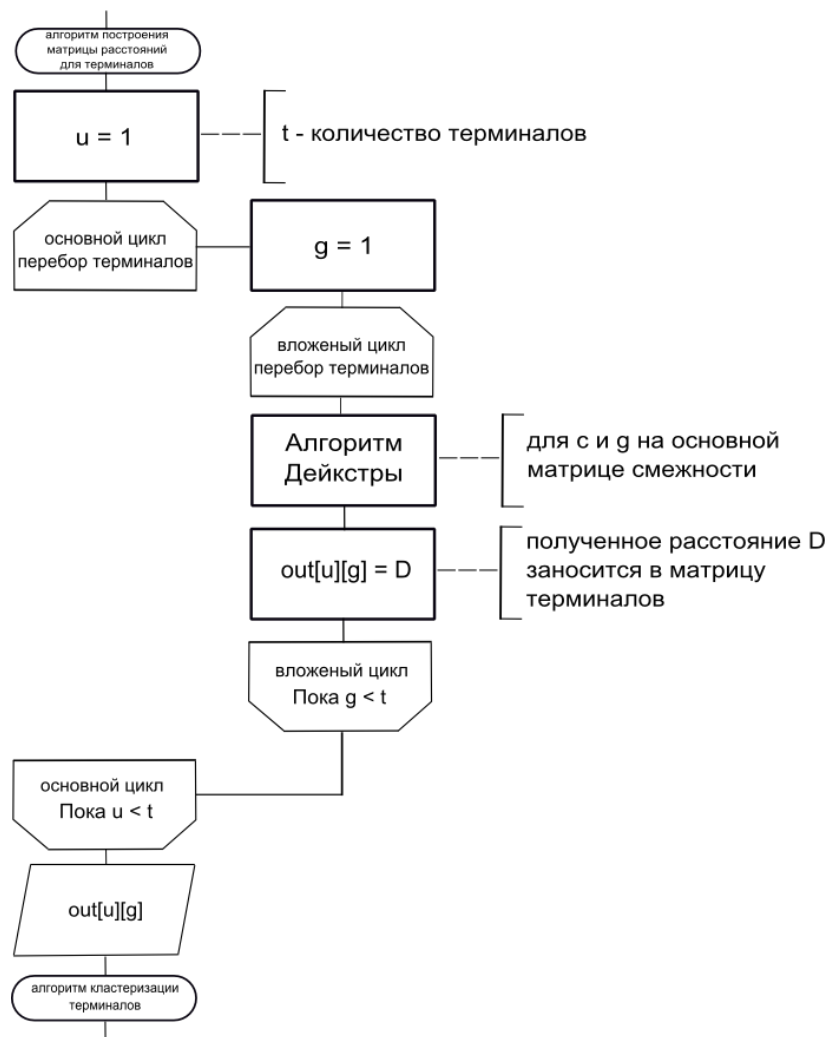 алгоритм построения
матрицы расстояний
для терминалов
u = 1
t - количество терминалов
основной цикл
перебор терминалов
g = 1
вложеный цикл
перебор терминалов
Алгоритм
Дейкстры
для c и g на основной
матрице смежности
out[u][g] = D
полученное расстояние D
заносится в матрицу
терминалов
вложеный цикл
Пока g < t
основной цикл
Пока u < t
out[u][g]
алгоритм кластеризации
терминалов